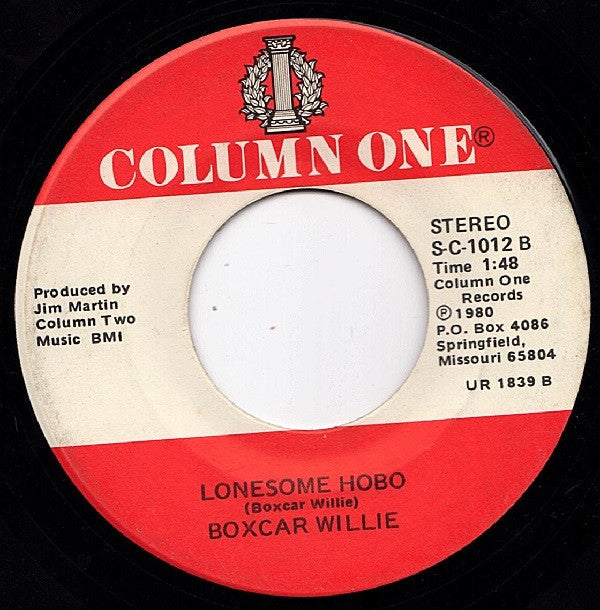 COLUMN ONE®
Produced by
Jim Martin
Column Two
Music BMI
STEREO
S-C-1012 B
Time 1:48
Column One
Records
℗ 1980
P.O. Box 4086
Springfield,
Missouri 65804
UR 1839 B
LONESOME HOBO
(Boxcar Willie)
BOXCAR WILLIE